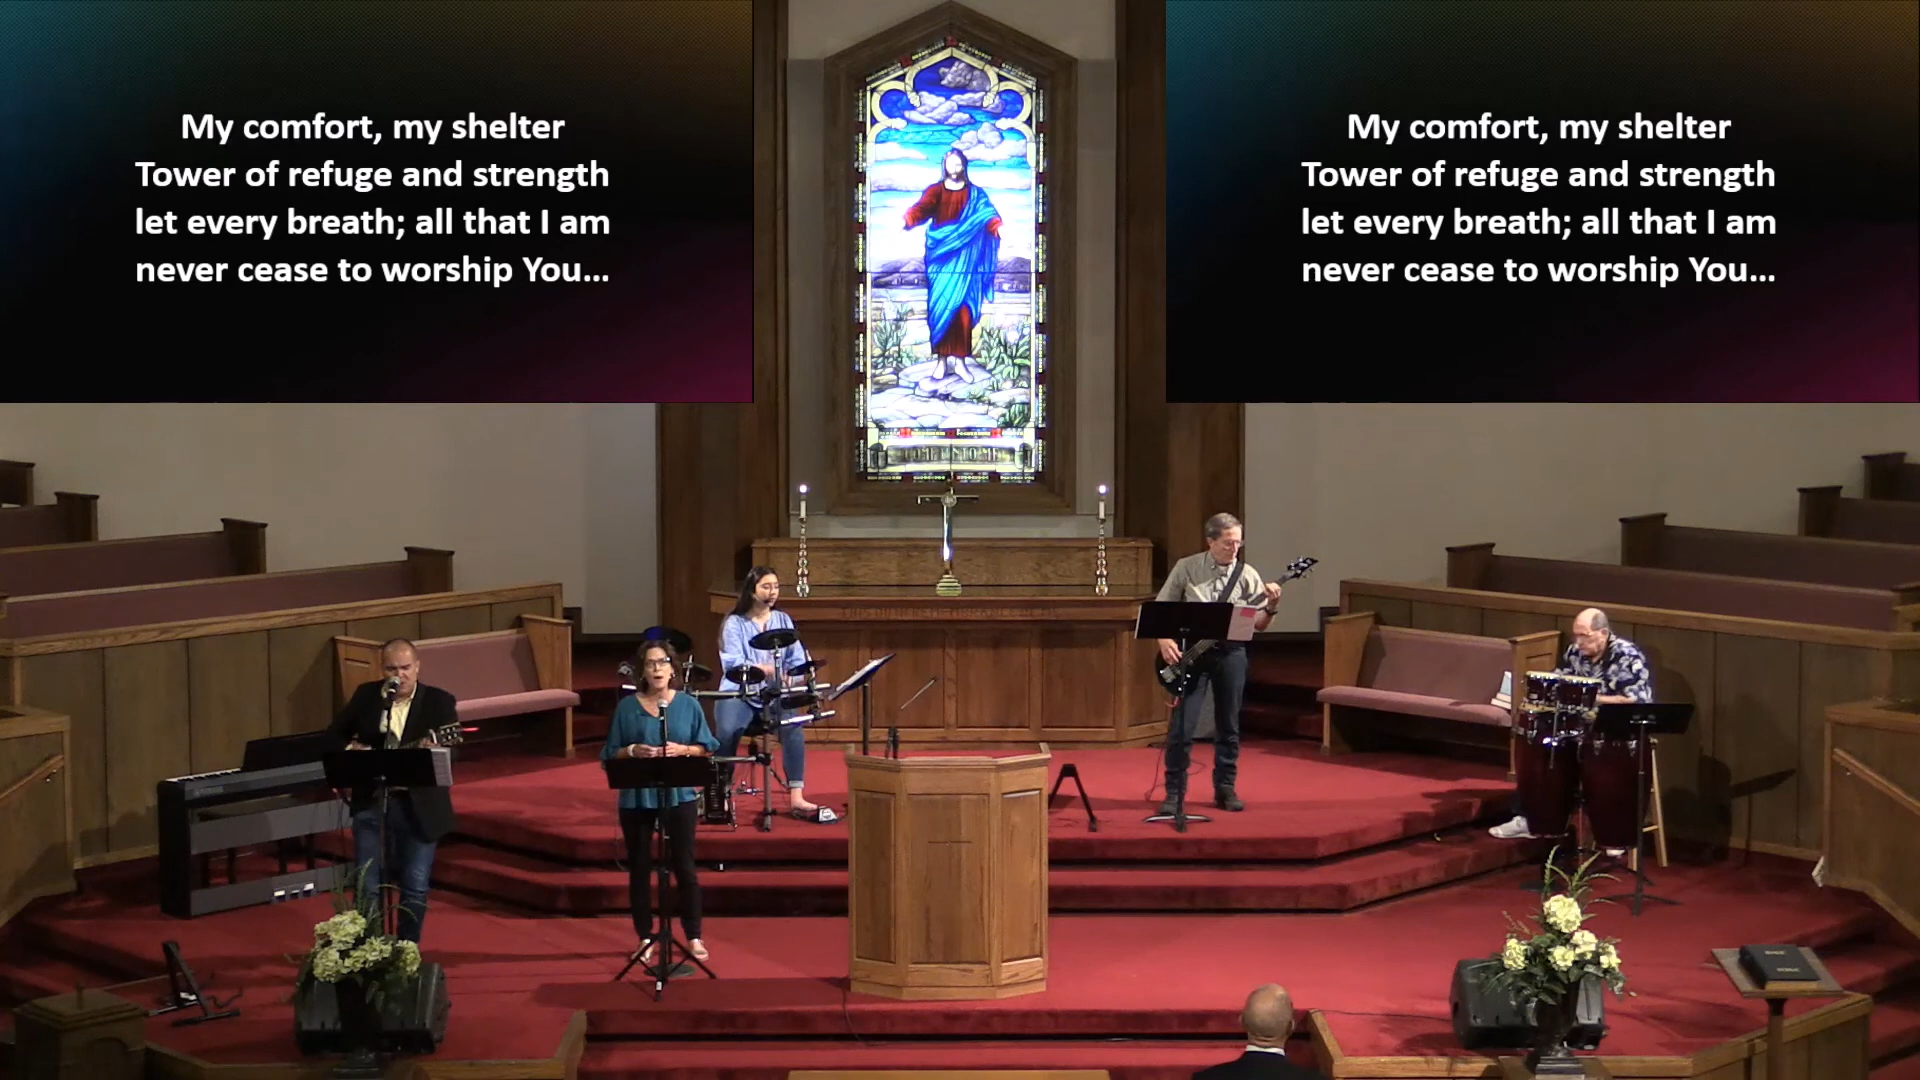 My comfort, my shelter
Tower of refuge and strength
let every breath; all that I am
never cease to worship You...
My comfort, my shelter
Tower of refuge and strength
let every breath; all that I am
never cease to worship You...